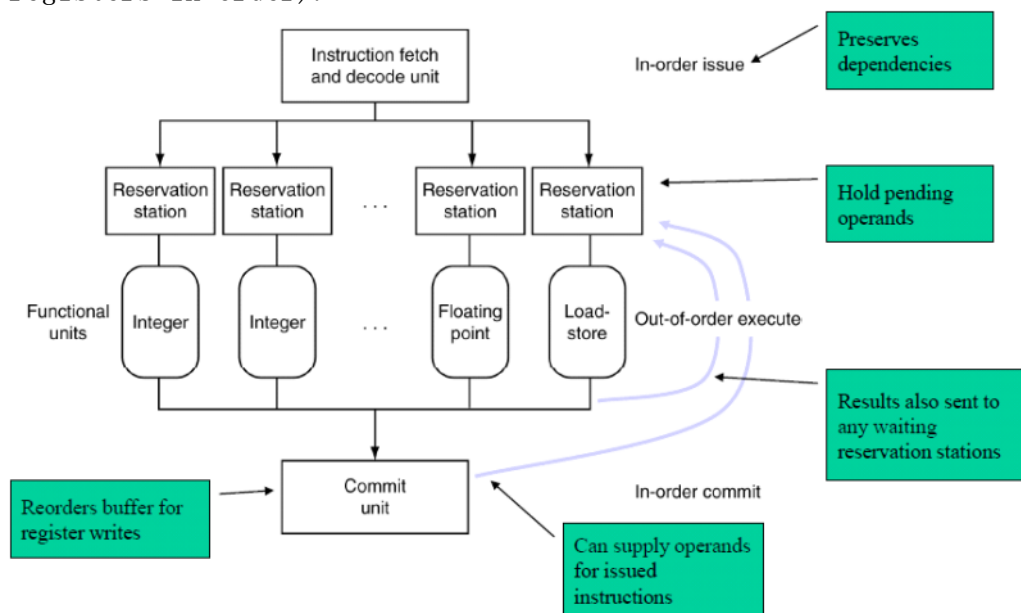 registers in order).
Instruction fetch
and decode unit
In-order issue
Preserves
dependencies
Reservation
station
Reservation
station
. . .
Reservation
station
Reservation
station
Hold pending
operands
Functional
units
Integer
Integer
. . .
Floating
point
Load-
store
Out-of-order execute
Results also sent to
any waiting
reservation stations
Commit
unit
In-order commit
Reorders buffer for
register writes
Can supply operands
for issued
instructions